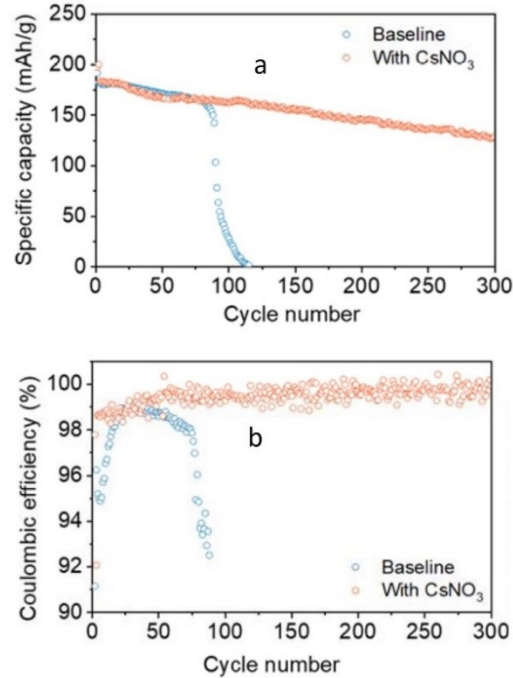 250
200
150
100
50
0
Specific capacity (mAh/g)
a
Baseline
With CsNO₃
0 50 100 150 200 250 300
Cycle number
100
98
96
94
92
90
Coulombic efficiency (%)
b
Baseline
With CsNO₃
0 50 100 150 200 250 300
Cycle number